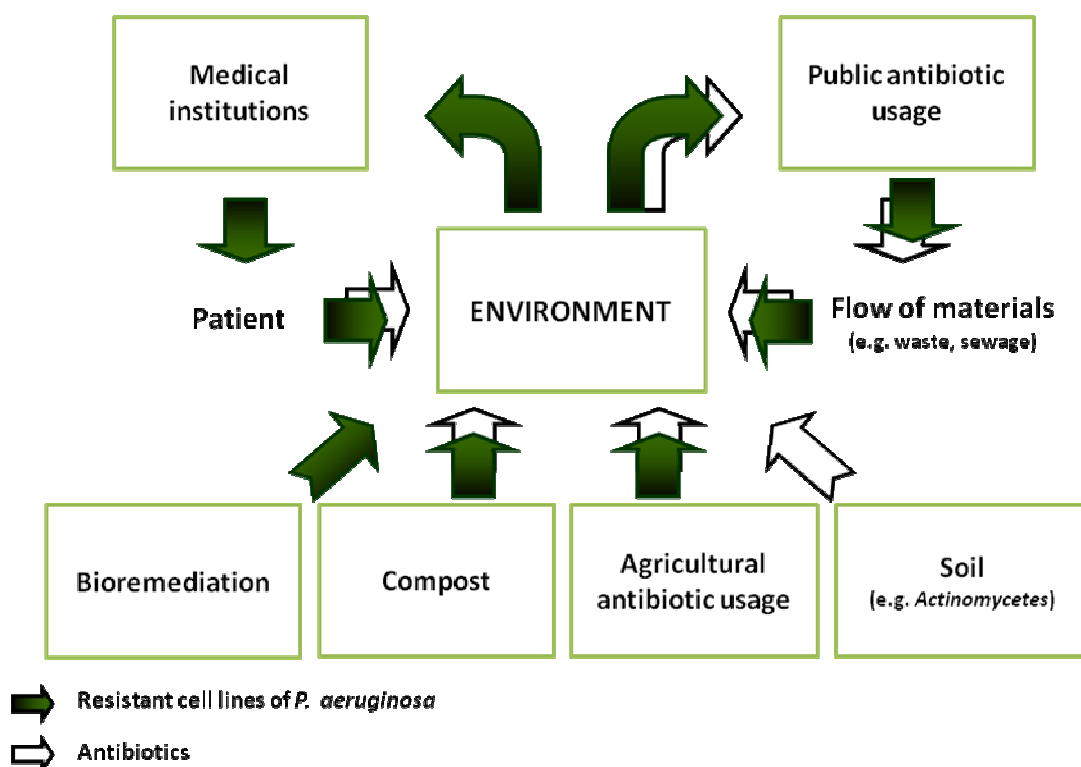 Medical
institutions
Public antibiotic
usage
ENVIRONMENT
Patient
Flow of materials
(e.g. waste, sewage)
Bioremediation
Compost
Agricultural
antibiotic usage
Soil
(e.g. Actinomycetes)
Resistant cell lines of P. aeruginosa
Antibiotics